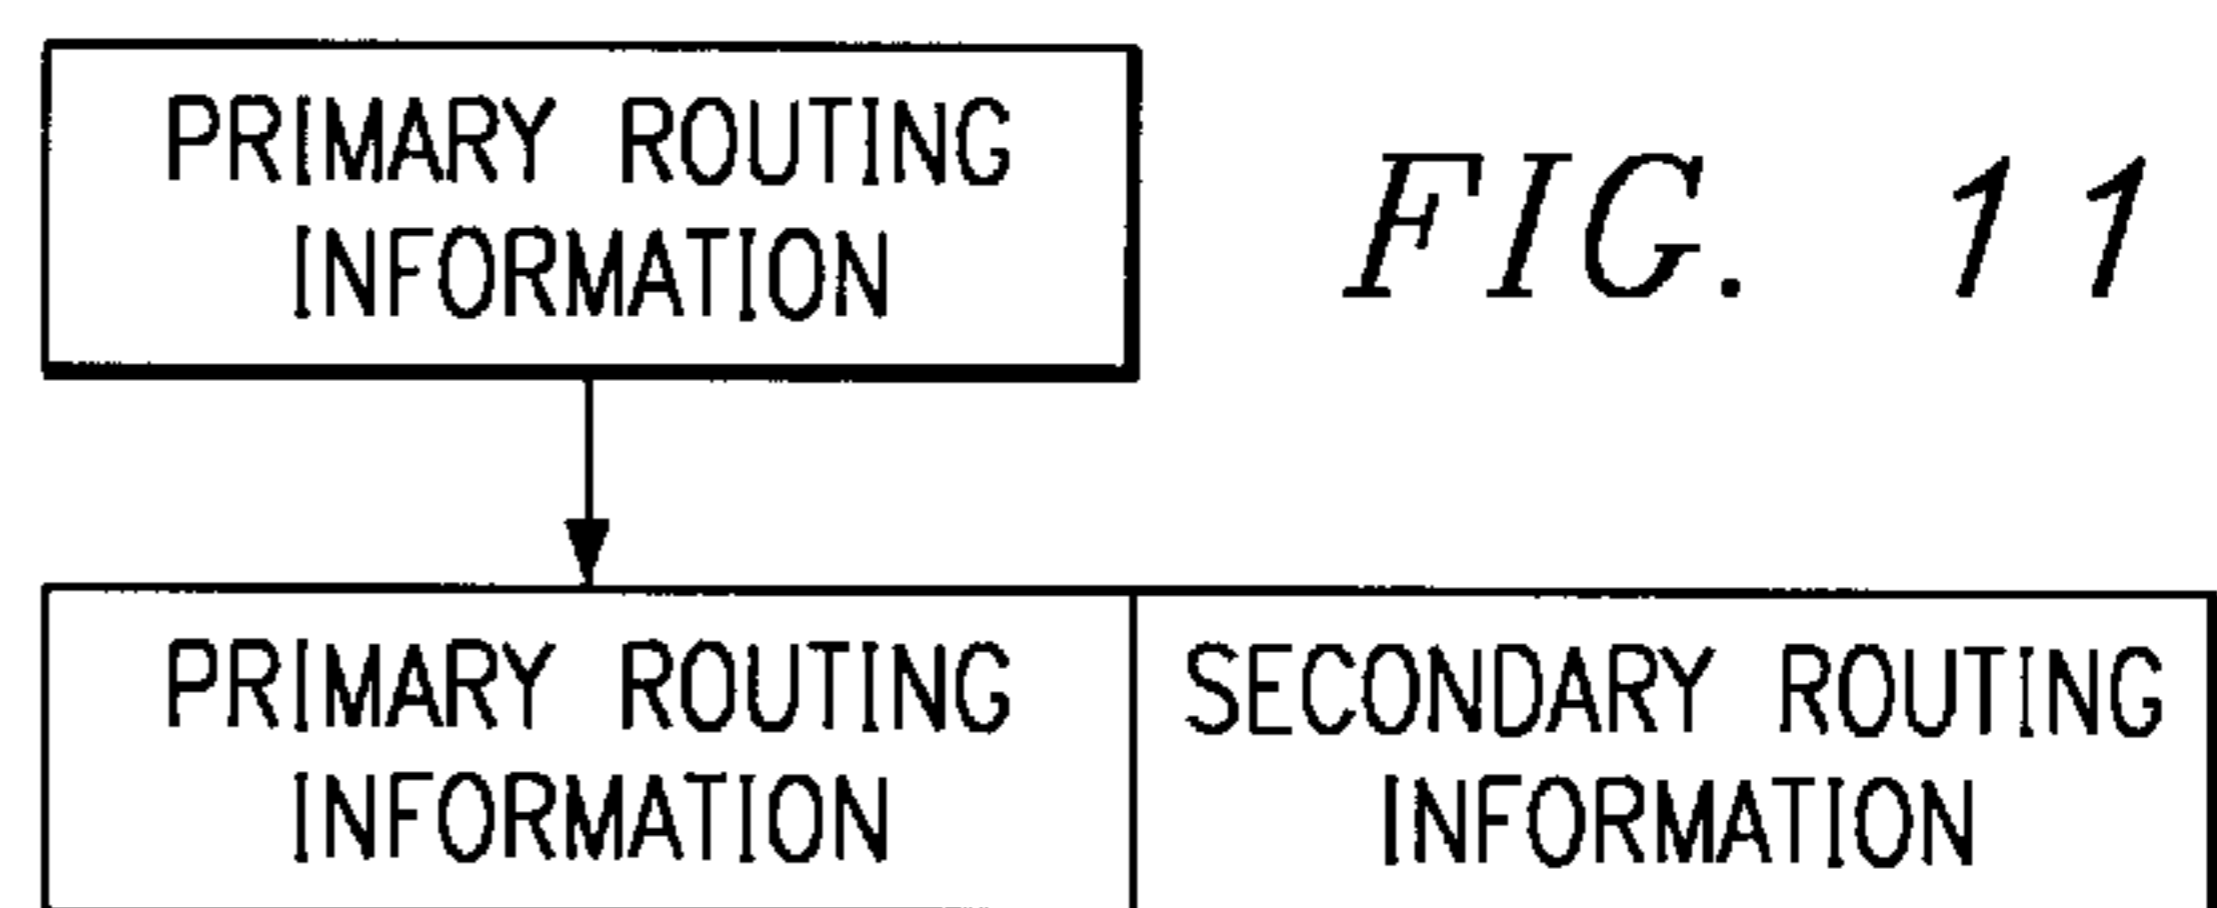 PRIMARY ROUTING
INFORMATION
FIG. 11
PRIMARY ROUTING
INFORMATION
SECONDARY ROUTING
INFORMATION